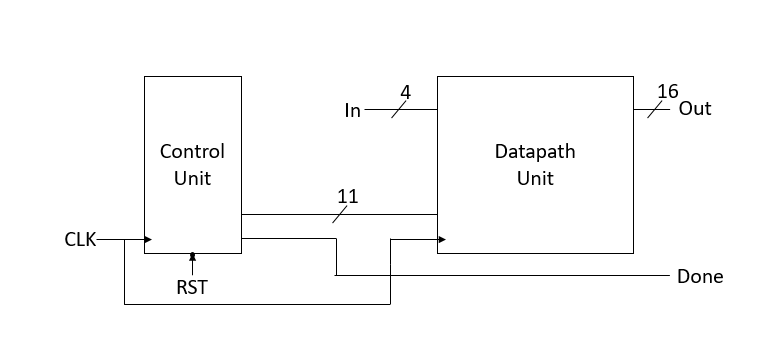 4
16
In
Out
Control
Unit
Datapath
Unit
11
CLK
RST
Done